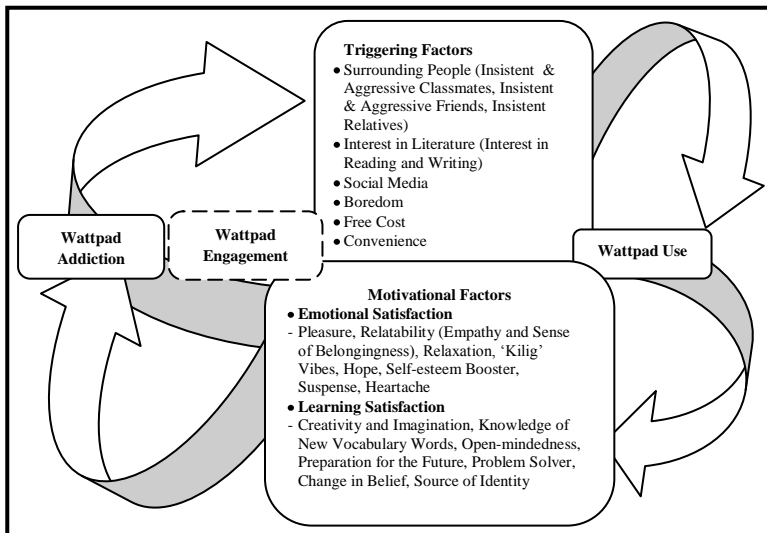 Triggering Factors
• Surrounding People (Insistent &
Aggressive Classmates, Insistent
& Aggressive Friends, Insistent
Relatives)
• Interest in Literature (Interest in
Reading and Writing)
• Social Media
• Boredom
• Free Cost
• Convenience
Wattpad
Addiction
Wattpad
Engagement
Wattpad Use
Motivational Factors
• Emotional Satisfaction
- Pleasure, Relatability (Empathy and Sense
of Belongingness), Relaxation, ‘Kilig’
Vibes, Hope, Self-esteem Booster,
Suspense, Heartache
• Learning Satisfaction
- Creativity and Imagination, Knowledge of
New Vocabulary Words, Open-mindedness,
Preparation for the Future, Problem Solver,
Change in Belief, Source of Identity